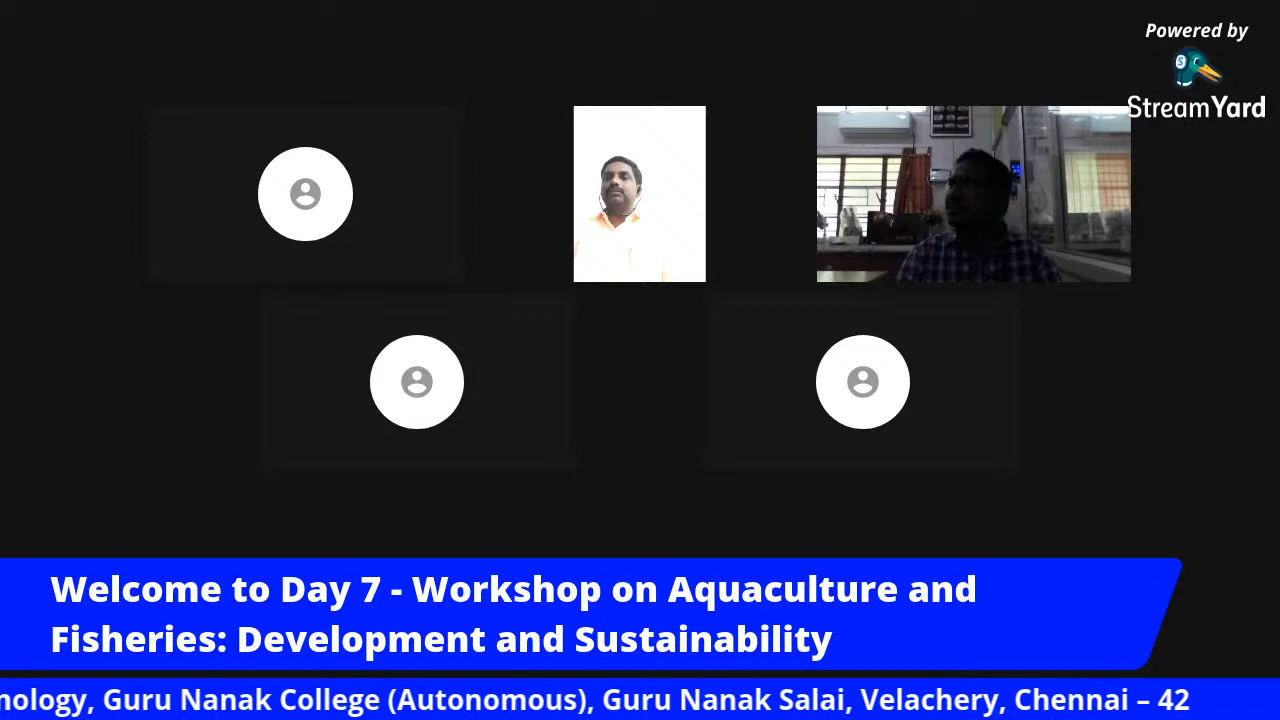 Powered by
StreamYard
Welcome to Day 7 - Workshop on Aquaculture and
Fisheries: Development and Sustainability
nology, Guru Nanak College (Autonomous), Guru Nanak Salai, Velachery, Chennai – 42